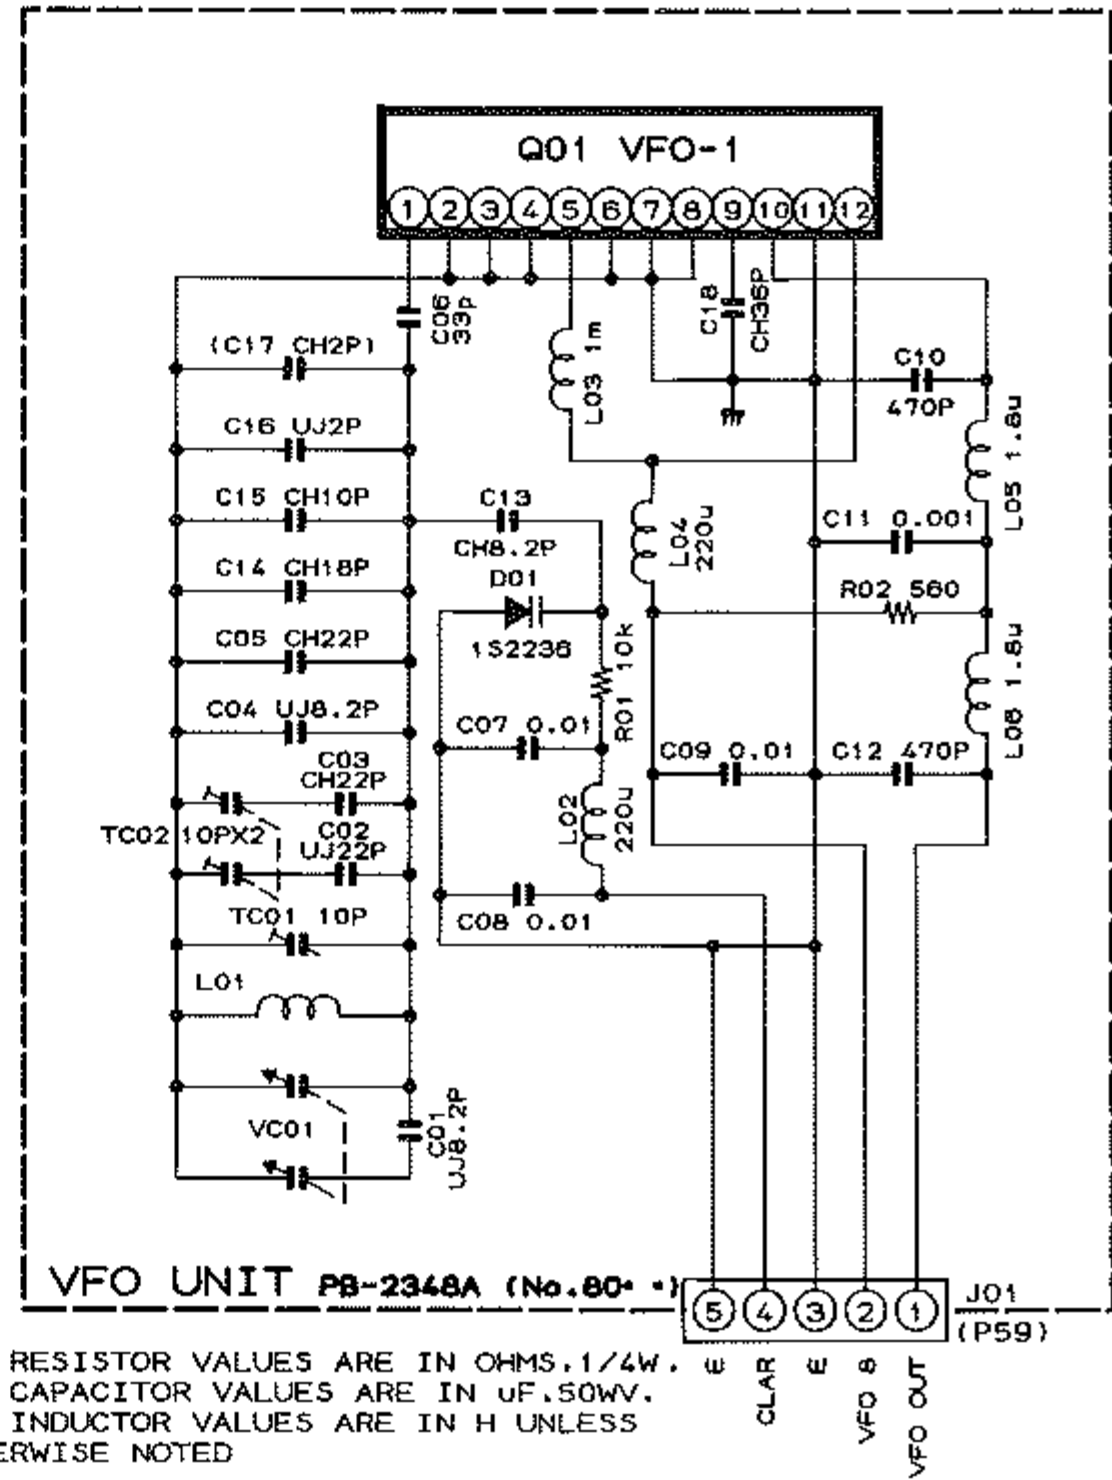 Q01 VFO-1
1 2 3 4 5 6 7 8 9 10 11 12
C06
33p
C18
CH36P
(C17 CH2P)
L03 1m
C10
470P
C16 UJ2P
L05 1.8u
C15 CH10P
C13
CH8.2P
L04
220u
C11 0.001
C14 CH18P
D01
1S2236
R02 560
C05 CH22P
R01 10k
L06 1.8u
C04 UJ8.2P
C07 0.01
C09 0.01
C12 470P
C03
CH22P
TC02 10PX2
C02
UJ22P
L02
220u
TC01 10P
C08 0.01
L01
VC01
C01
UJ8.2P
VFO UNIT PB-2348A (No.80* *)
5 4 3 2 1
J01
(P59)
E
CLAR
E
VFO 8
VFO OUT
RESISTOR VALUES ARE IN OHMS.1/4W.
CAPACITOR VALUES ARE IN uF.50WV.
INDUCTOR VALUES ARE IN H UNLESS
ERWISE NOTED